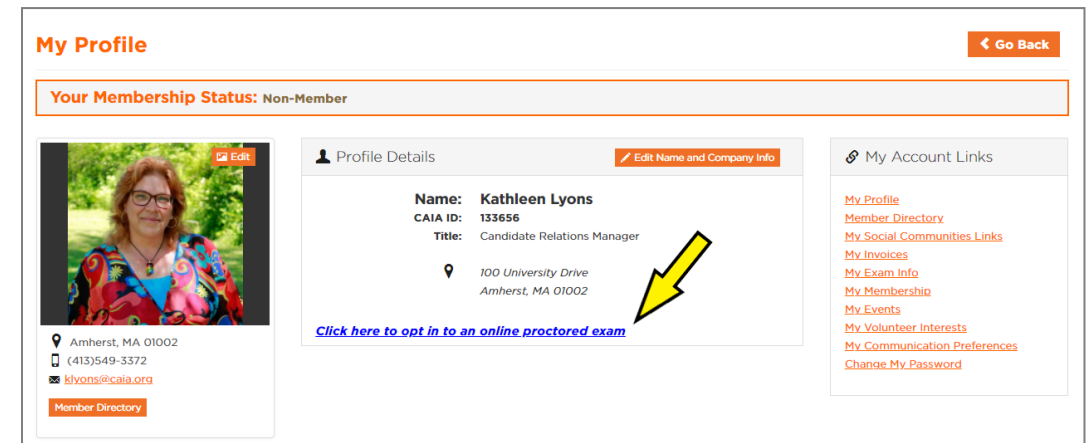 My Profile
Go Back
Your Membership Status: Non-Member
Edit
Amherst, MA 01002
(413)549-3372
klyons@caia.org
Member Directory
Profile Details
Edit Name and Company Info
Name: Kathleen Lyons
CAIA ID: 133656
Title: Candidate Relations Manager
100 University Drive
Amherst, MA 01002
Click here to opt in to an online proctored exam
My Account Links
My Profile
Member Directory
My Social Communities Links
My Invoices
My Exam Info
My Membership
My Events
My Volunteer Interests
My Communication Preferences
Change My Password